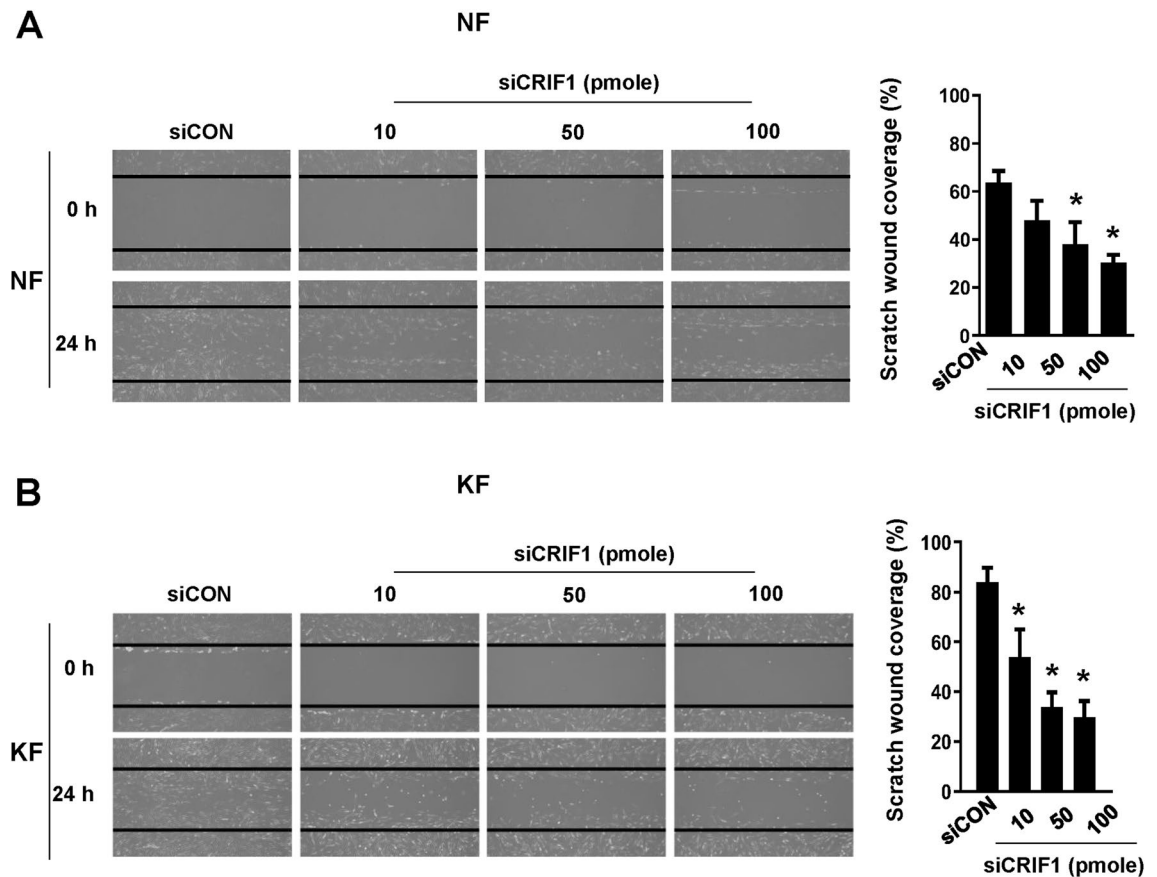 A
NF
siCRIF1 (pmole)
siCON 10 50 100
NF
0 h
24 h
Scratch wound coverage (%)
100
80
60
40
20
0
* *
siCON 10 50 100
siCRIF1 (pmole)
B
KF
siCRIF1 (pmole)
siCON 10 50 100
KF
0 h
24 h
Scratch wound coverage (%)
100
80
60
40
20
0
* * *
siCON 10 50 100
siCRIF1 (pmole)